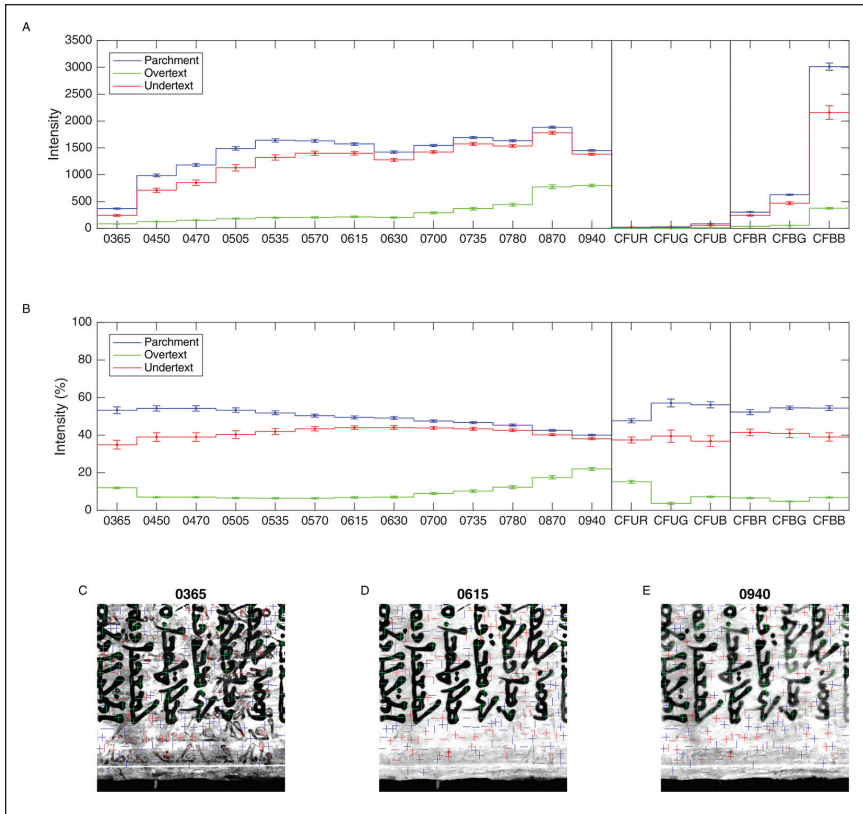 A
3500
3000
2500
2000
1500
1000
500
0
Intensity
Parchment
Overtext
Undertext
0365 0450 0470 0505 0535 0570 0615 0630 0700 0735 0780 0870 0940 CFUR CFUG CFUB CFBR CFBG CFBB
B
100
80
60
40
20
0
Intensity (%)
Parchment
Overtext
Undertext
0365 0450 0470 0505 0535 0570 0615 0630 0700 0735 0780 0870 0940 CFUR CFUG CFUB CFBR CFBG CFBB
C 0365
D 0615
E 0940